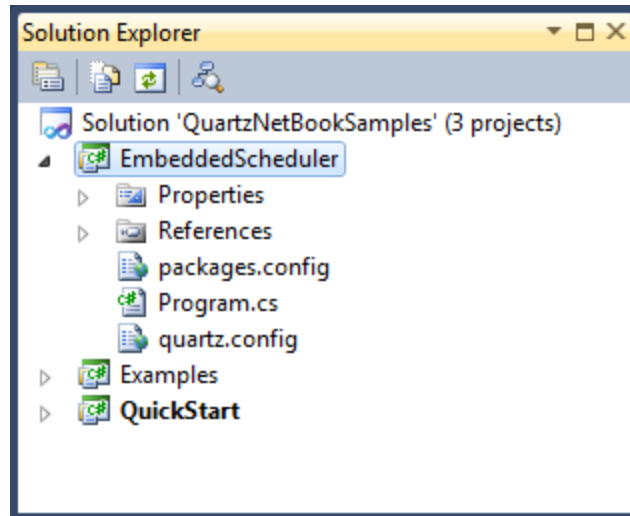 Solution Explorer
Solution 'QuartzNetBookSamples' (3 projects)
EmbeddedScheduler
Properties
References
packages.config
Program.cs
quartz.config
Examples
QuickStart